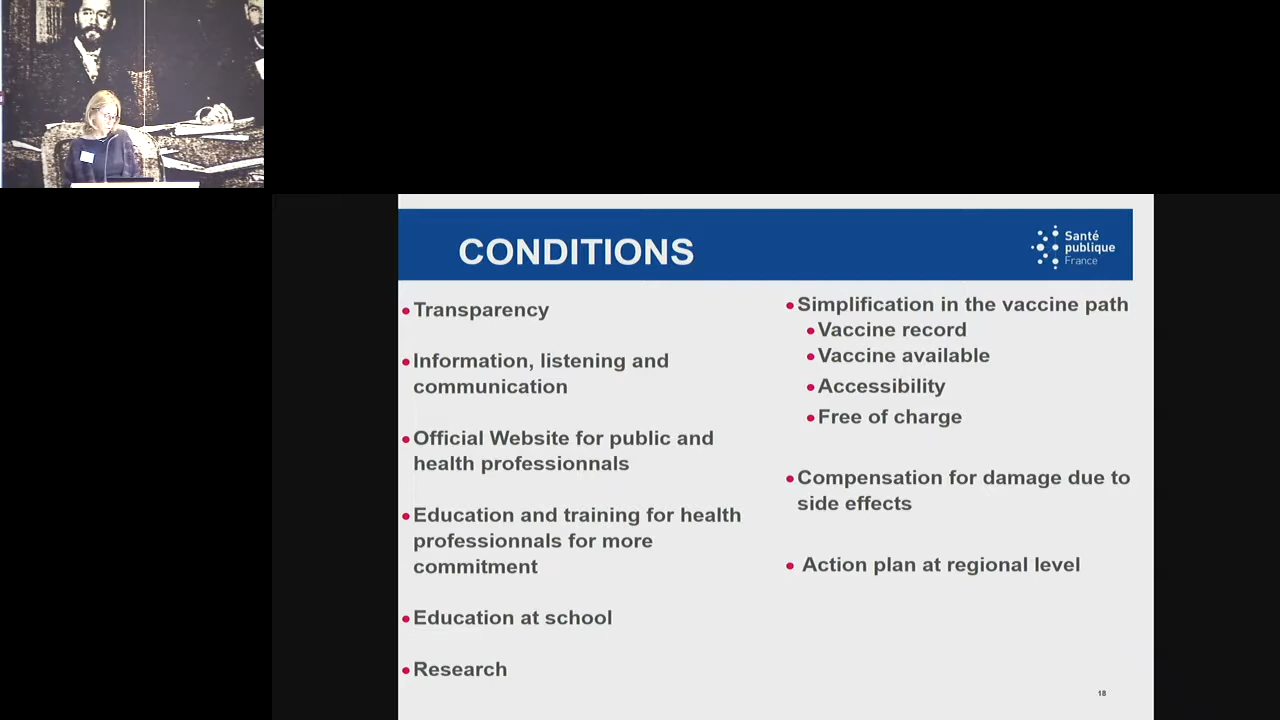 CONDITIONS
Santé
publique
France
Transparency
Information, listening and
communication
Official Website for public and
health professionnals
Education and training for health
professionnals for more
commitment
Education at school
Research
Simplification in the vaccine path
Vaccine record
Vaccine available
Accessibility
Free of charge
Compensation for damage due to
side effects
Action plan at regional level
18